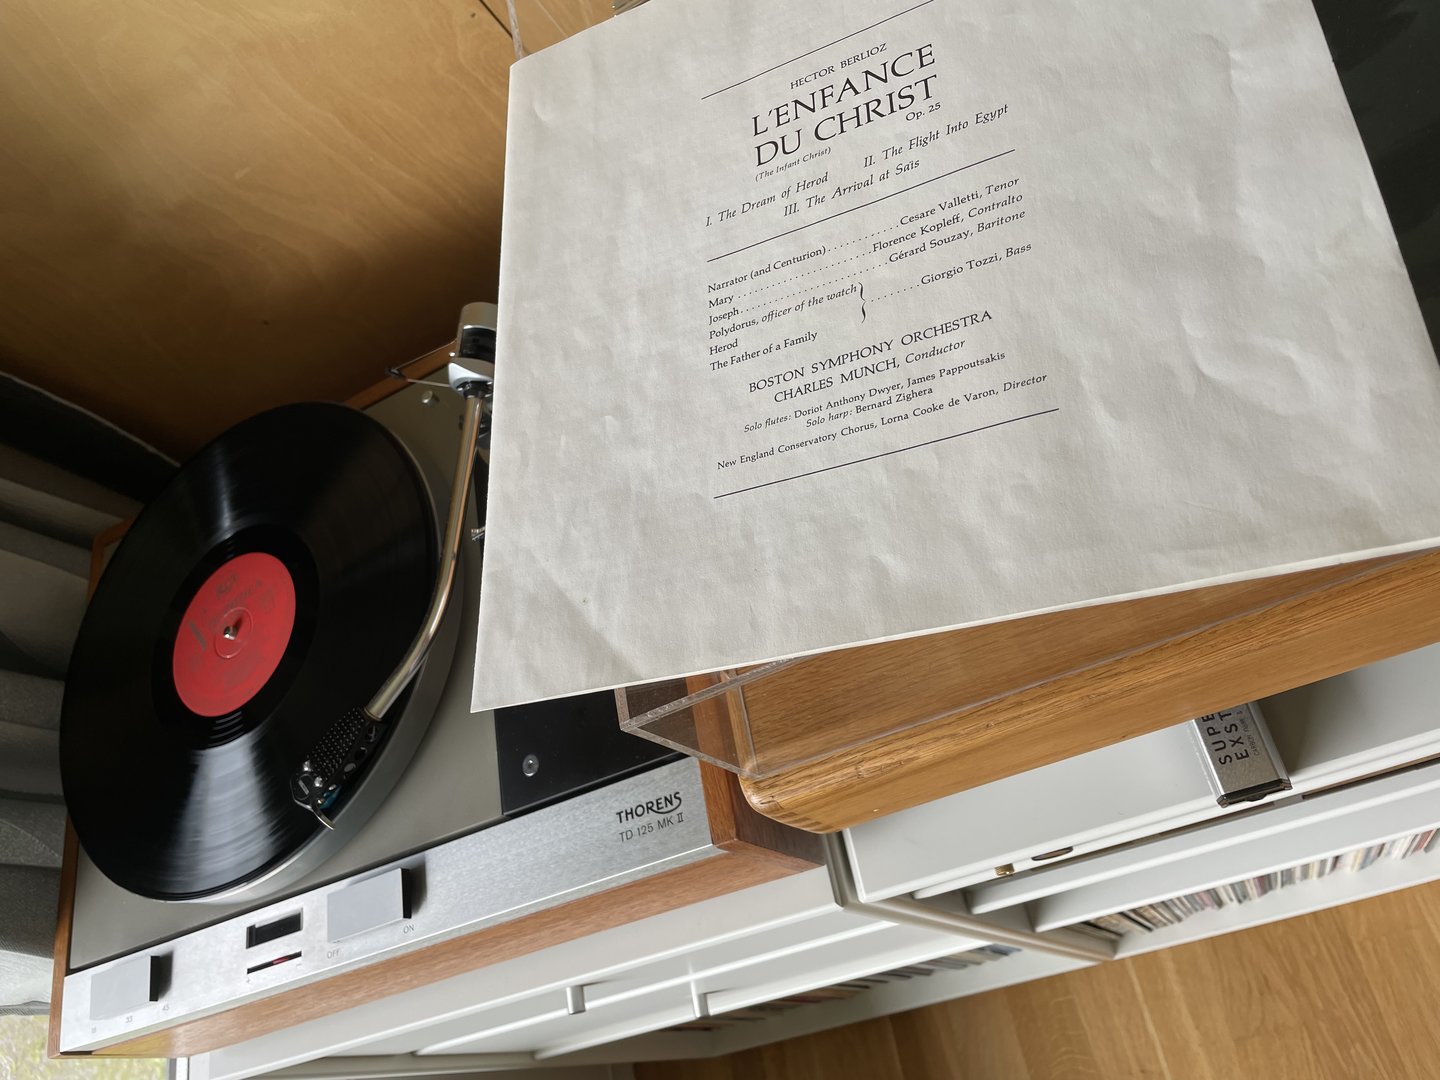 HECTOR BERLIOZ
L'ENFANCE
DU CHRIST
Op. 25
(The Infant Christ)
I. The Dream of Herod II. The Flight Into Egypt
III. The Arrival at Saïs
Narrator (and Centurion) . . . . . . . . . . . . Cesare Valletti, Tenor
Mary . . . . . . . . . . . . . . . . . . . . . . Florence Kopleff, Contralto
Joseph . . . . . . . . . . . . . . . . . . . . . . . . Gérard Souzay, Baritone
Polydorus, officer of the watch
Herod } . . . . . . . . Giorgio Tozzi, Bass
The Father of a Family
BOSTON SYMPHONY ORCHESTRA
CHARLES MUNCH, Conductor
Solo flutes: Doriot Anthony Dwyer, James Pappoutsakis
Solo harp: Bernard Zighera
New England Conservatory Chorus, Lorna Cooke de Varon, Director
THORENS
TD 125 MK II
OFF ON
16 33 45
SUPE
EXST